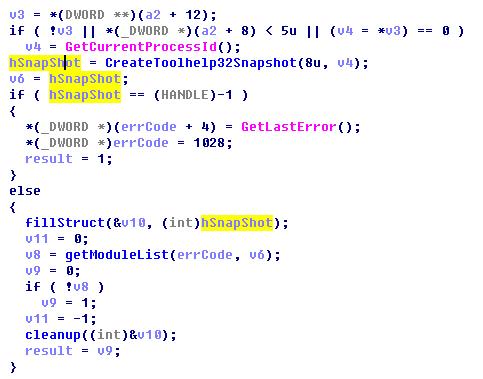 v3 = *(DWORD **)(a2 + 12);
if ( !v3 || *(_DWORD *)(a2 + 8) < 5u || (v4 = *v3) == 0 )
  v4 = GetCurrentProcessId();
hSnapShot = CreateToolhelp32Snapshot(8u, v4);
v6 = hSnapShot;
if ( hSnapShot == (HANDLE)-1 )
{
  *(_DWORD *)(errCode + 4) = GetLastError();
  *(_DWORD *)errCode = 1028;
  result = 1;
}
else
{
  fillStruct(&v10, (int)hSnapShot);
  v11 = 0;
  v8 = getModuleList(errCode, v6);
  v9 = 0;
  if ( !v8 )
    v9 = 1;
  v11 = -1;
  cleanup((int)&v10);
  result = v9;
}